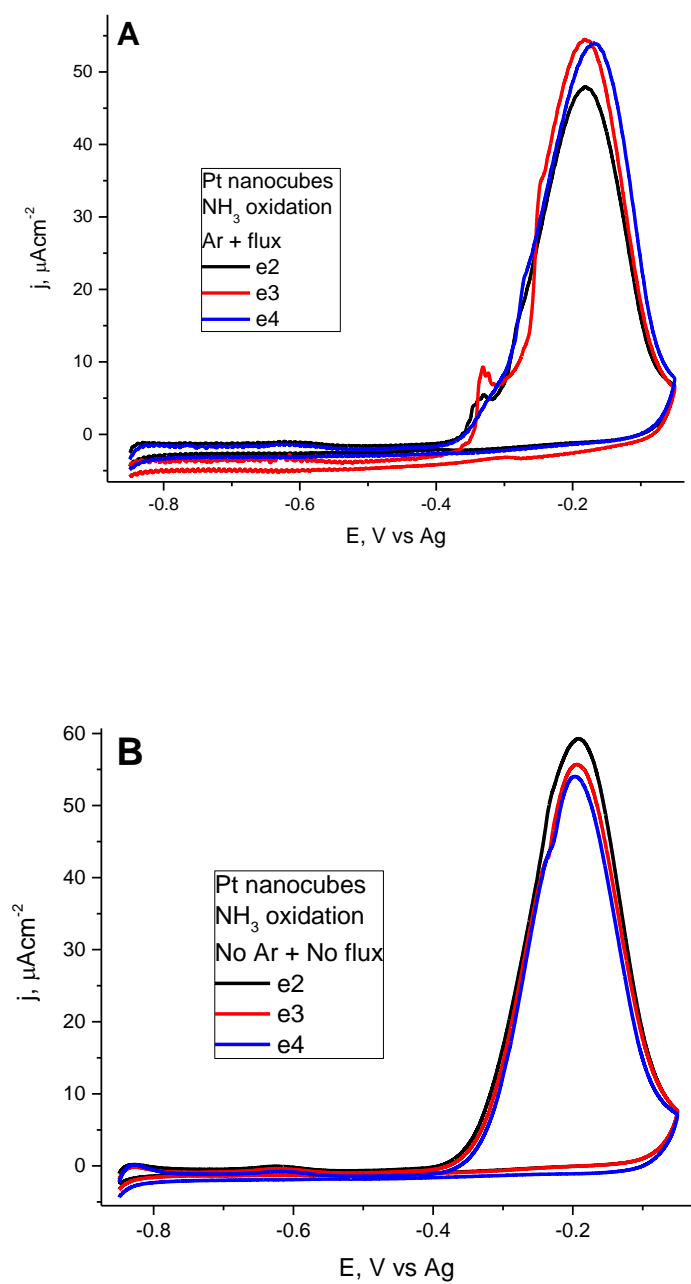 A
50
40
30
20
10
0
j, µAcm-2
Pt nanocubes
NH3 oxidation
Ar + flux
e2
e3
e4
-0.8
-0.6
-0.4
-0.2
E, V vs Ag
B
60
50
40
30
20
10
0
j, µAcm-2
Pt nanocubes
NH3 oxidation
No Ar + No flux
e2
e3
e4
-0.8
-0.6
-0.4
-0.2
E, V vs Ag